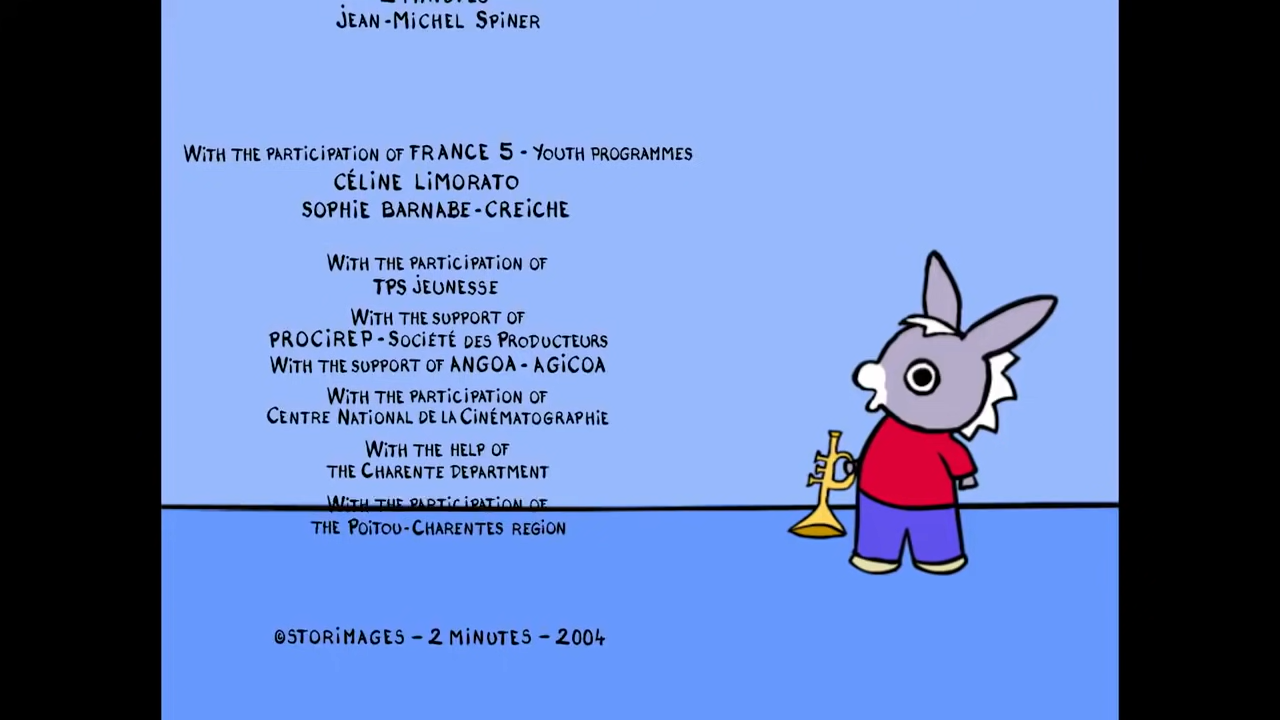 JEAN-MICHEL SPINER
WITH THE PARTICIPATION OF FRANCE 5 - YOUTH PROGRAMMES
CÉLINE LIMORATO
SOPHIE BARNABE-CREICHE
WITH THE PARTICIPATION OF
TPS JEUNESSE
WITH THE SUPPORT OF
PROCIREP - SOCIÉTÉ DES PRODUCTEURS
WITH THE SUPPORT OF ANGOA - AGICOA
WITH THE PARTICIPATION OF
CENTRE NATIONAL DE LA CINÉMATOGRAPHIE
WITH THE HELP OF
THE CHARENTE DEPARTMENT
WITH THE PARTICIPATION OF
THE POITOU-CHARENTES REGION
©STORIMAGES - 2 MINUTES - 2004